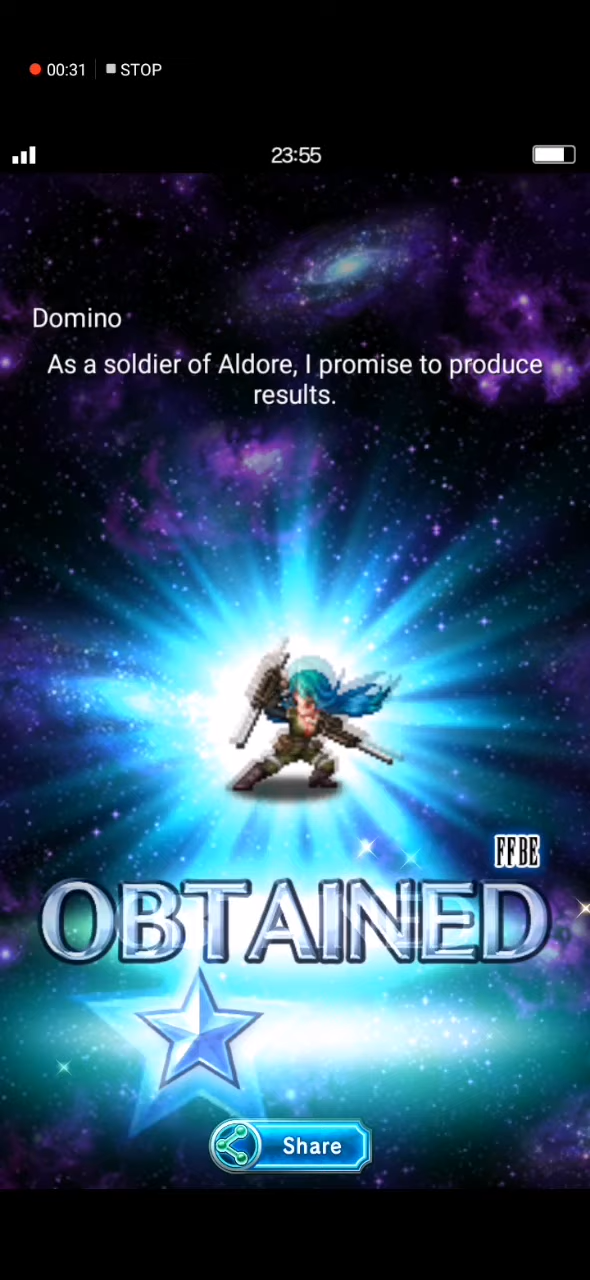 00:31 STOP
23:55
Domino
As a soldier of Aldore, I promise to produce
results.
FFBE
OBTAINED
Share